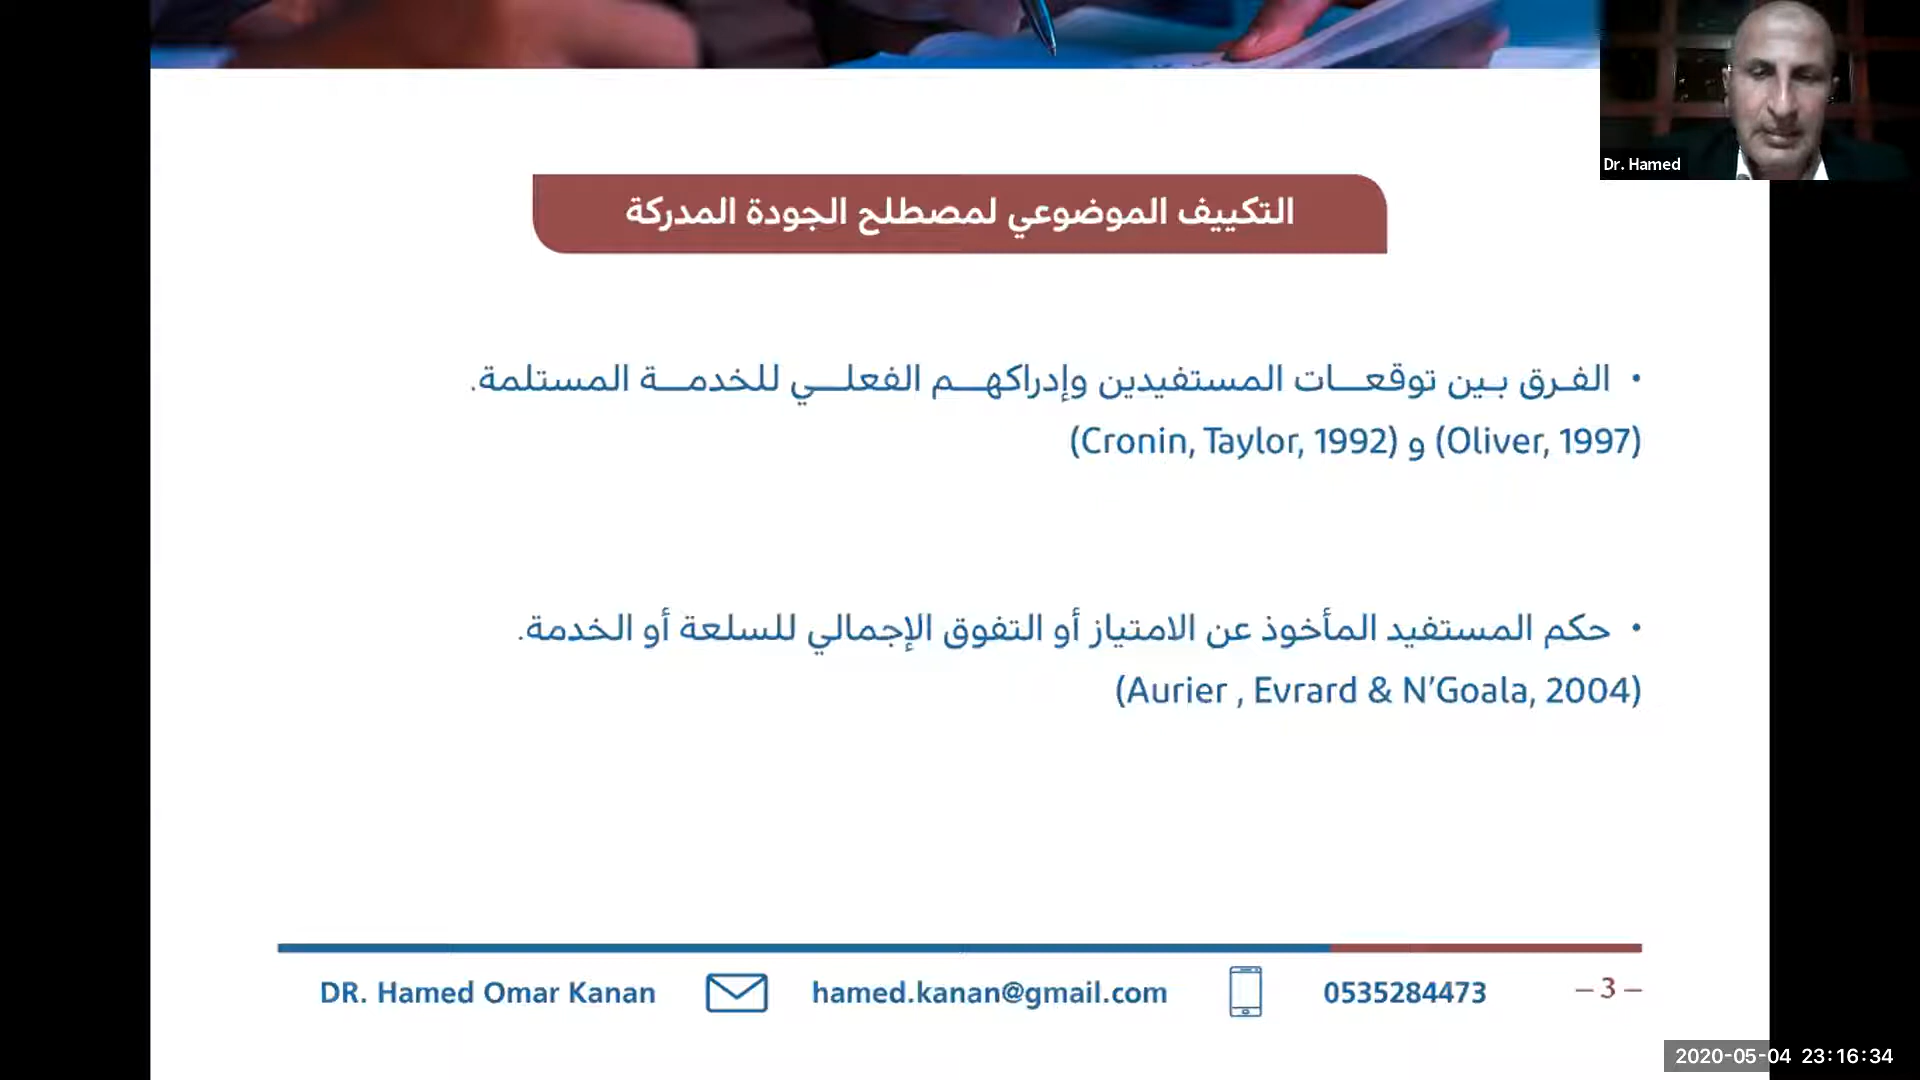 Dr. Hamed
التكييف الموضوعي لمصطلح الجودة المدركة
• الفرق بين توقعات المستفيدين وإدراكهم الفعلي للخدمة المستلمة.
(Cronin, Taylor, 1992) و (Oliver, 1997)
• حكم المستفيد المأخوذ عن الامتياز أو التفوق الإجمالي للسلعة أو الخدمة.
(Aurier , Evrard & N’Goala, 2004)
DR. Hamed Omar Kanan hamed.kanan@gmail.com 0535284473 – 3 –
2020-05-04 23:16:34